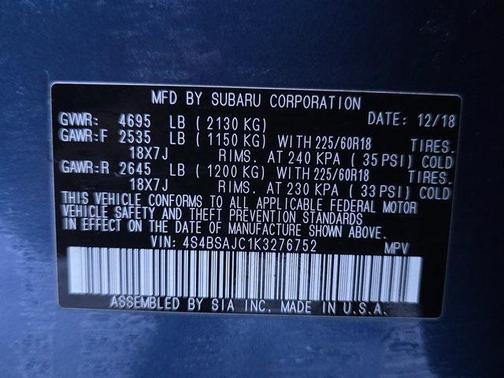 MFD BY SUBARU CORPORATION
GVWR: 4695 LB (2130 KG) DATE: 12/18
GAWR:F 2535 LB (1150 KG) WITH 225/60R18 TIRES.
18X7J RIMS. AT 240 KPA (35 PSI) COLD
GAWR:R 2645 LB (1200 KG) WITH 225/60R18 TIRES.
18X7J RIMS. AT 230 KPA (33 PSI) COLD
THIS VEHICLE CONFORMS TO ALL APPLICABLE FEDERAL MOTOR
VEHICLE SAFETY AND THEFT PREVENTION STANDARDS IN EFFECT ON
THE DATE OF MANUFACTURE SHOWN ABOVE.
VIN: 4S4BSAJC1K3276752 MPV
ASSEMBLED BY SIA INC. MADE IN U.S.A.